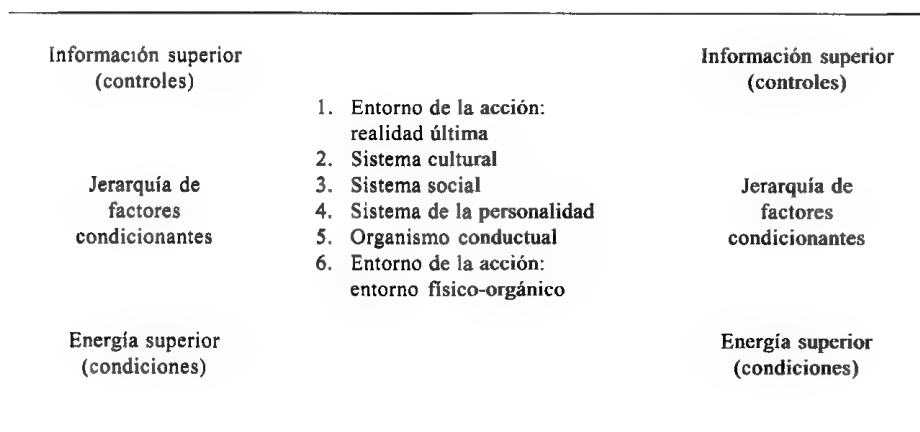 Información superior
(controles)
1. Entorno de la acción:
realidad última
2. Sistema cultural
3. Sistema social
4. Sistema de la personalidad
5. Organismo conductual
6. Entorno de la acción:
entorno físico-orgánico
Jerarquía de
factores
condicionantes
Energía superior
(condiciones)
Información superior
(controles)
Jerarquía de
factores
condicionantes
Energía superior
(condiciones)